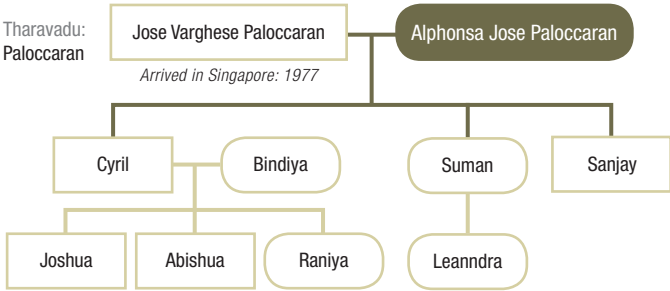 Tharavadu:
Paloccaran
Jose Varghese Paloccaran
Alphonsa Jose Paloccaran
Arrived in Singapore: 1977
Cyril
Bindiya
Suman
Sanjay
Joshua
Abishua
Raniya
Leanndra